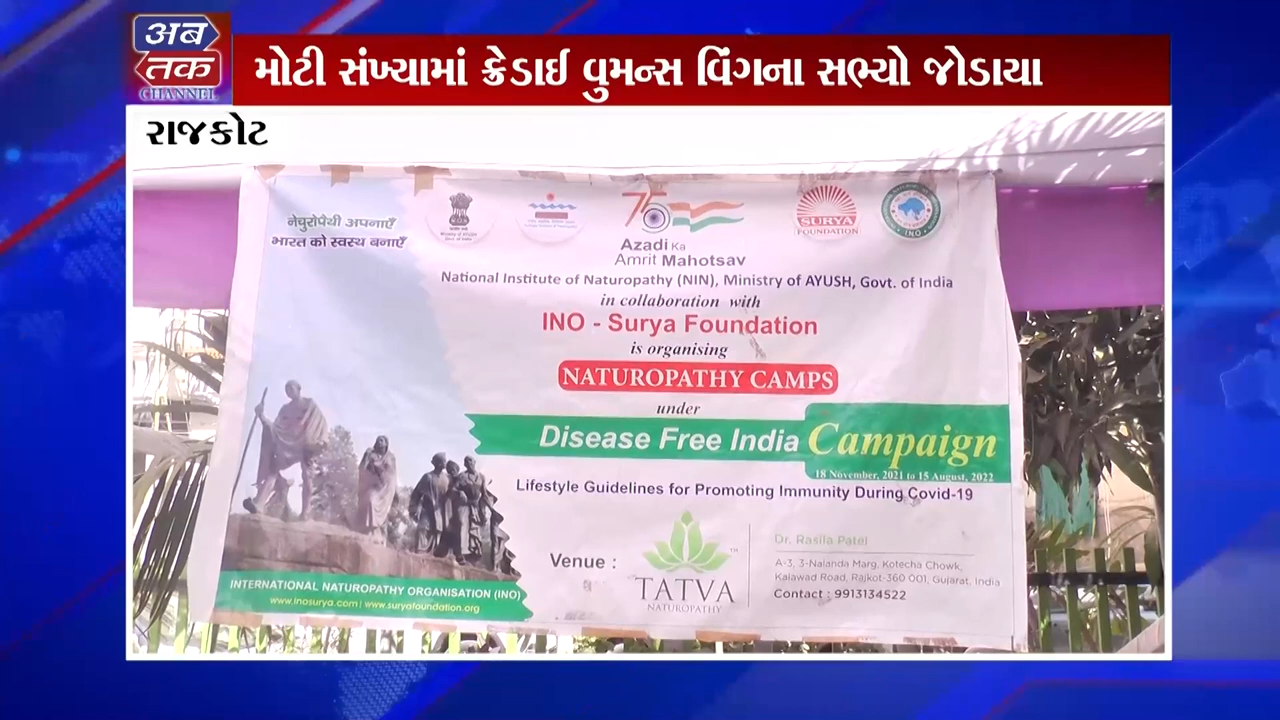 अब
तक
CHANNEL
મોટી સંખ્યામાં ક્રેડાઈ વુમન્સ વિંગના સભ્યો જોડાયા
રાજકોટ
नेचुरोपैथी अपनाएँ
भारत को स्वस्थ बनाएँ
75
Azadi Ka
Amrit Mahotsav
SURYA
FOUNDATION
INO
National Institute of Naturopathy (NIN), Ministry of AYUSH, Govt. of India
in collaboration with
INO - Surya Foundation
is organising
NATUROPATHY CAMPS
under
Disease Free India Campaign
18 November, 2021 to 15 August, 2022
Lifestyle Guidelines for Promoting Immunity During Covid-19
Venue :
TATVA
NATUROPATHY
TM
Dr. Rasila Patel
A-3, 3-Nalanda Marg, Kotecha Chowk,
Kalawad Road, Rajkot-360 001, Gujarat, India
Contact : 9913134522
INTERNATIONAL NATUROPATHY ORGANISATION (INO)
www.inosurya.com | www.suryafoundation.org